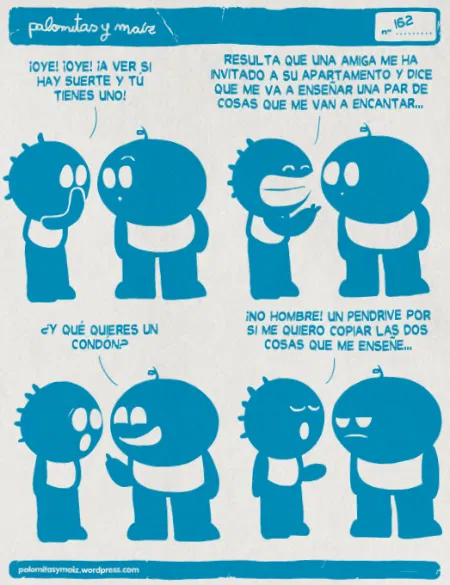 palomitas y maiz
nº 162
¡OYE! ¡OYE! ¡A VER SI
HAY SUERTE Y TÚ
TIENES UNO!
RESULTA QUE UNA AMIGA ME HA
INVITADO A SU APARTAMENTO Y DICE
QUE ME VA A ENSEÑAR UNA PAR DE
COSAS QUE ME VAN A ENCANTAR...
¿Y QUÉ QUIERES UN
CONDÓN?
¡NO HOMBRE! UN PENDRIVE POR
SI ME QUIERO COPIAR LAS DOS
COSAS QUE ME ENSEÑE...
palomitasymaiz.wordpress.com